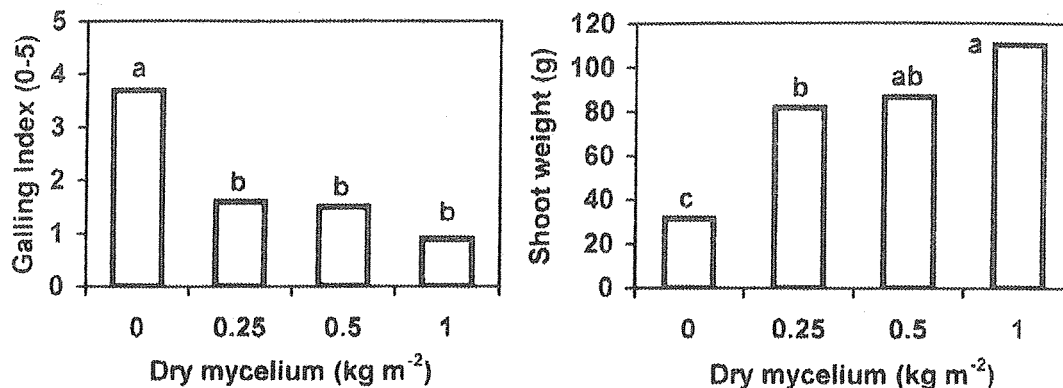 Galling Index (0-5)
5
4
3
2
1
0
a
b
b
b
0 0.25 0.5 1
Dry mycelium (kg m-2)
Shoot weight (g)
120
100
80
60
40
20
0
c
b
ab
a
0 0.25 0.5 1
Dry mycelium (kg m-2)